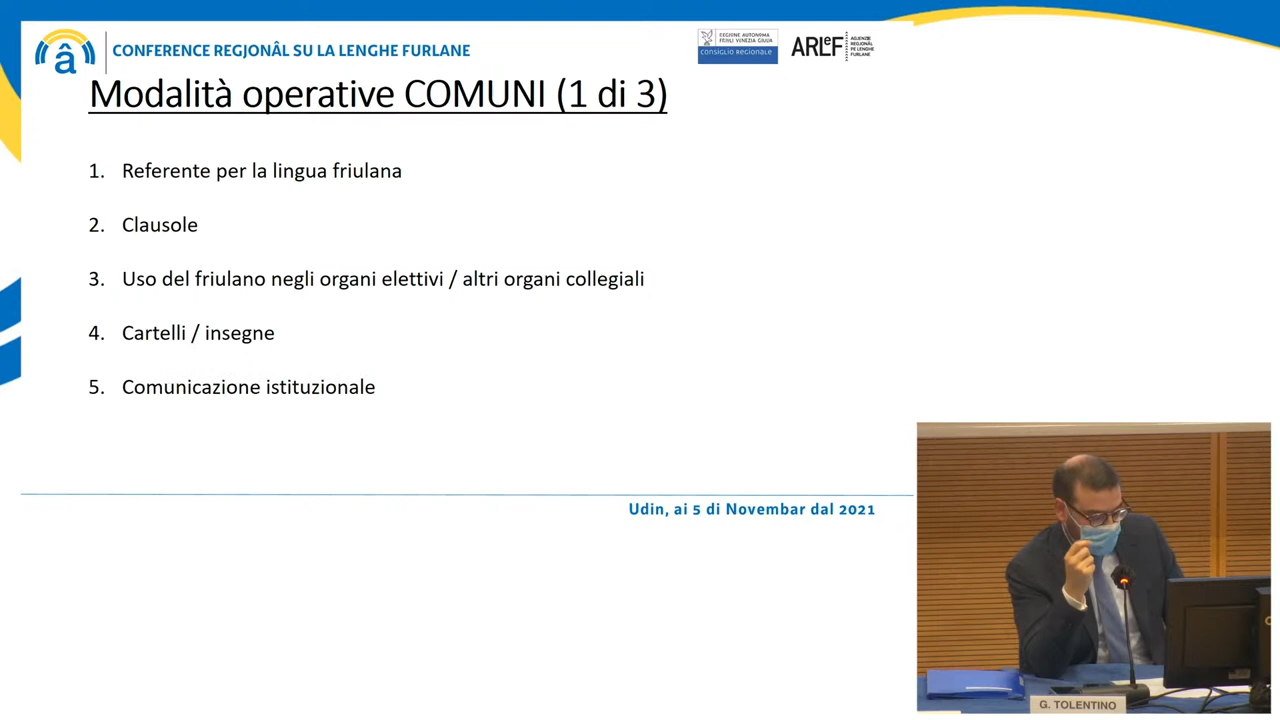 â
CONFERENCE REGJONÂL SU LA LENGHE FURLANE
REGIONE AUTONOMA
FRIULI VENEZIA GIULIA
CONSIGLIO REGIONALE
ARLeF
AGJENZIE
REGJONÂL
PE LENGHE
FURLANE
Modalità operative COMUNI (1 di 3)
1. Referente per la lingua friulana
2. Clausole
3. Uso del friulano negli organi elettivi / altri organi collegiali
4. Cartelli / insegne
5. Comunicazione istituzionale
Udin, ai 5 di Novembar dal 2021
G. TOLENTINO